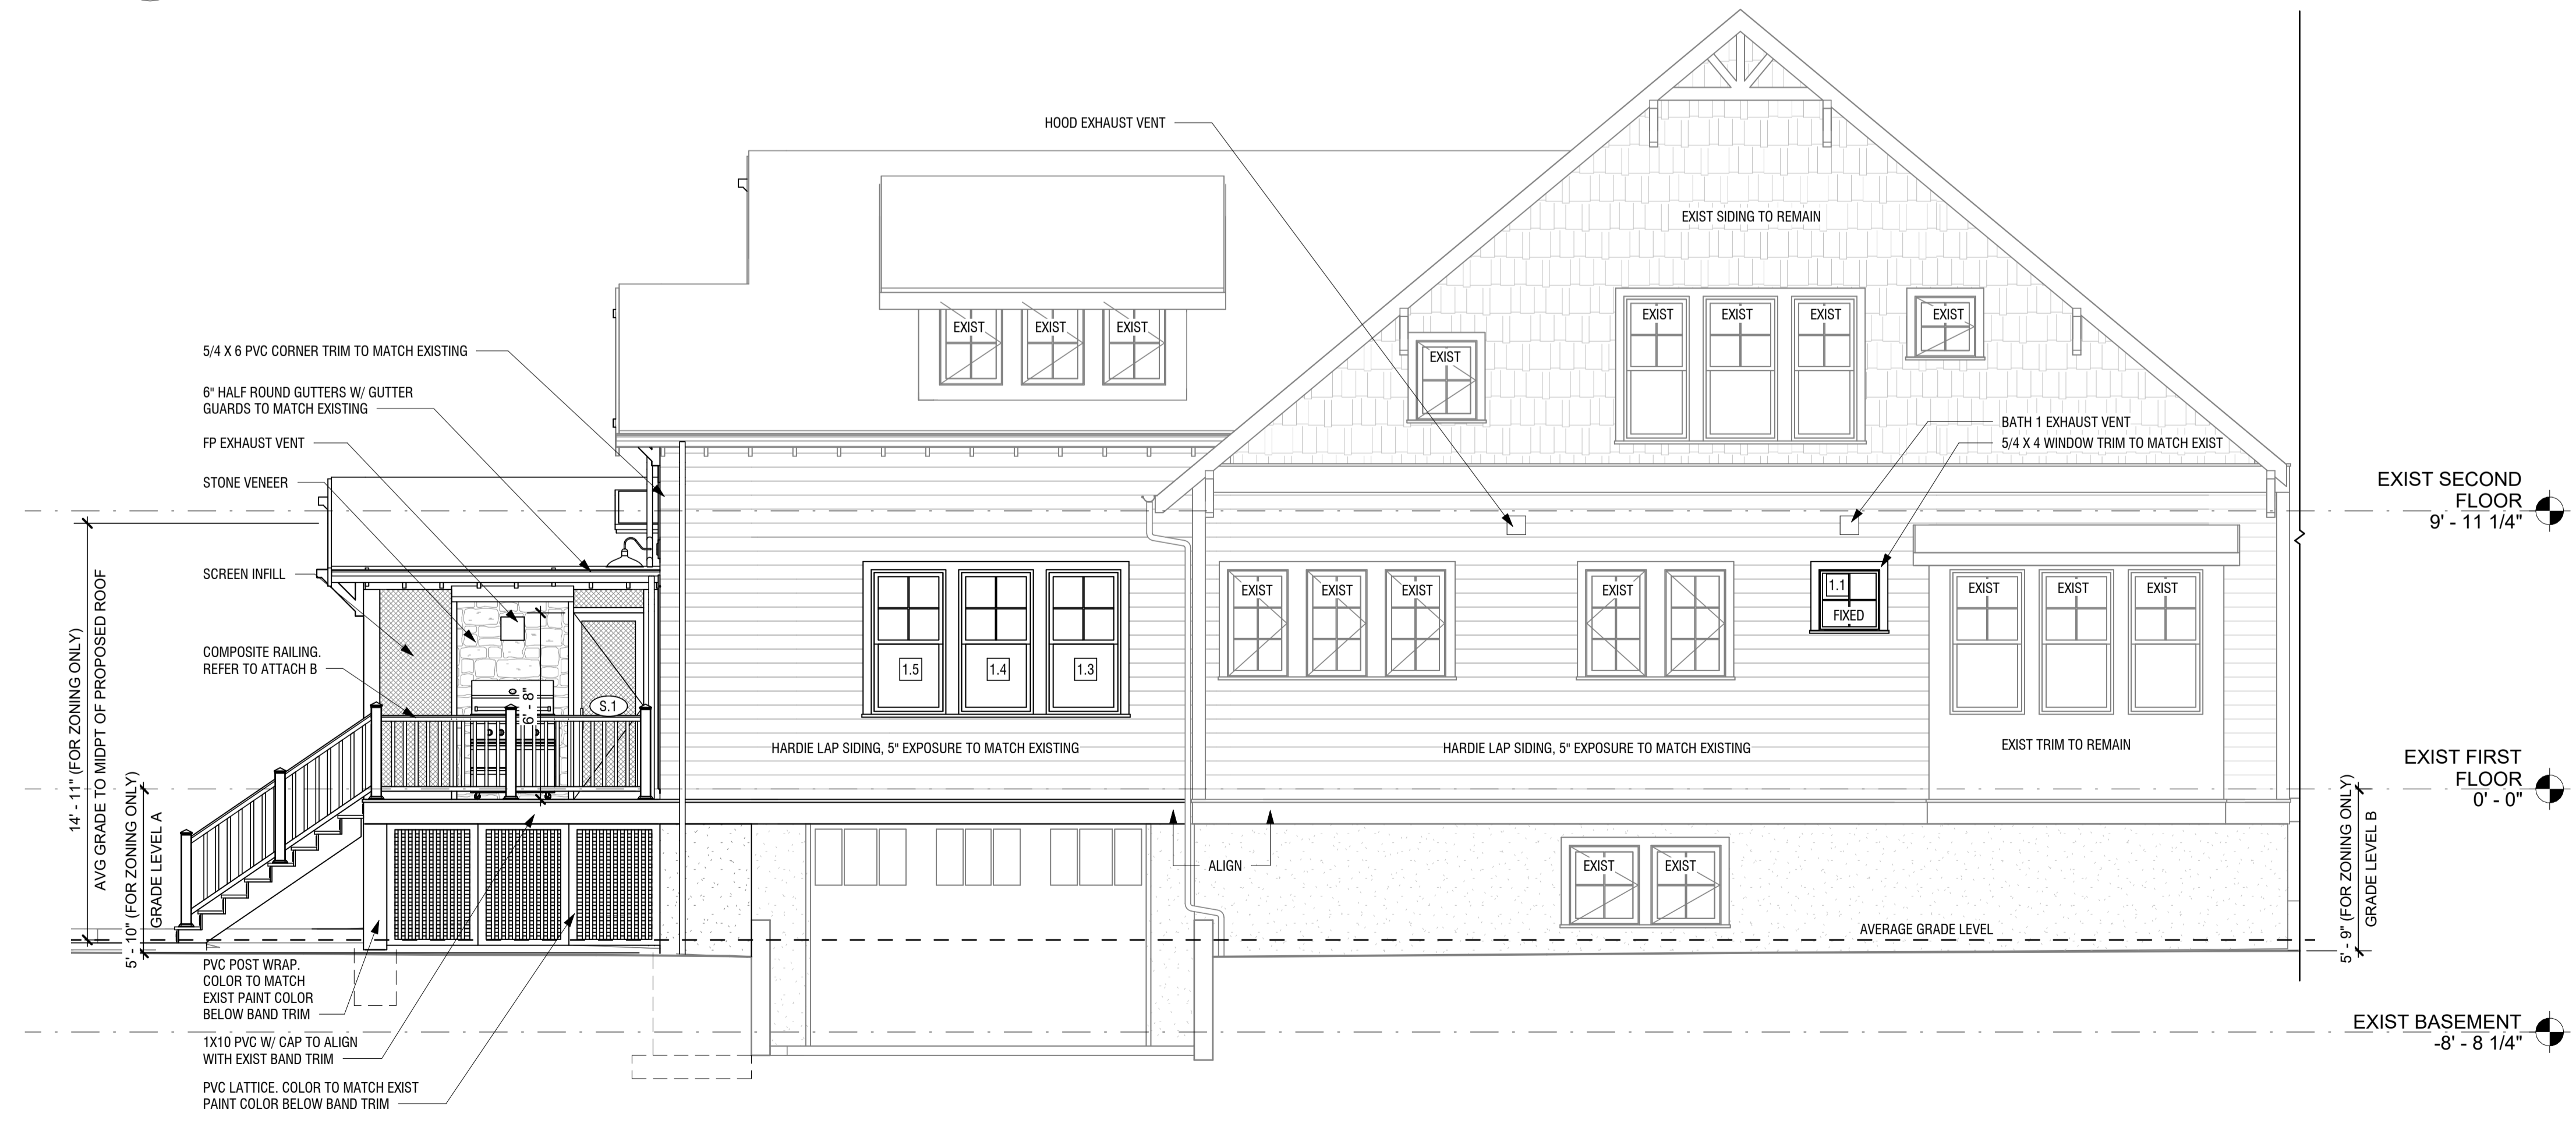 HOOD EXHAUST VENT
EXIST SIDING TO REMAIN
EXIST
EXIST
EXIST
EXIST
EXIST
EXIST
EXIST
EXIST
5/4 X 6 PVC CORNER TRIM TO MATCH EXISTING
6" HALF ROUND GUTTERS W/ GUTTER
GUARDS TO MATCH EXISTING
FP EXHAUST VENT
STONE VENEER
SCREEN INFILL
COMPOSITE RAILING.
REFER TO ATTACH B
BATH 1 EXHAUST VENT
5/4 X 4 WINDOW TRIM TO MATCH EXIST
EXIST SECOND
FLOOR
9' - 11 1/4"
14' - 11" (FOR ZONING ONLY)
AVG GRADE TO MIDPT OF PROPOSED ROOF
5' - 10" (FOR ZONING ONLY)
GRADE LEVEL A
6' - 8"
S.1
1.5
1.4
1.3
EXIST
EXIST
EXIST
EXIST
1.1
FIXED
EXIST
EXIST
EXIST
HARDIE LAP SIDING, 5" EXPOSURE TO MATCH EXISTING
HARDIE LAP SIDING, 5" EXPOSURE TO MATCH EXISTING
EXIST TRIM TO REMAIN
EXIST FIRST
FLOOR
0' - 0"
5' - 9" (FOR ZONING ONLY)
GRADE LEVEL B
ALIGN
EXIST
EXIST
AVERAGE GRADE LEVEL
PVC POST WRAP.
COLOR TO MATCH
EXIST PAINT COLOR
BELOW BAND TRIM
1X10 PVC W/ CAP TO ALIGN
WITH EXIST BAND TRIM
PVC LATTICE. COLOR TO MATCH EXIST
PAINT COLOR BELOW BAND TRIM
EXIST BASEMENT
-8' - 8 1/4"